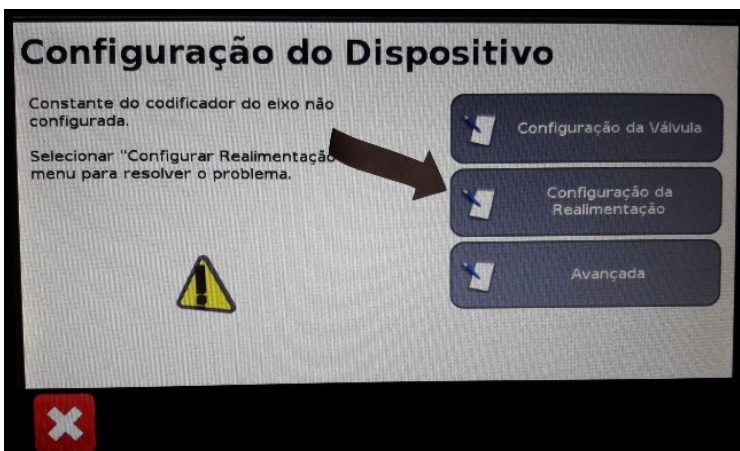 Configuração do Dispositivo
Constante do codificador do eixo não
configurada.
Selecionar "Configurar Realimentação
menu para resolver o problema.
Configuração da Válvula
Configuração da
Realimentação
Avançada